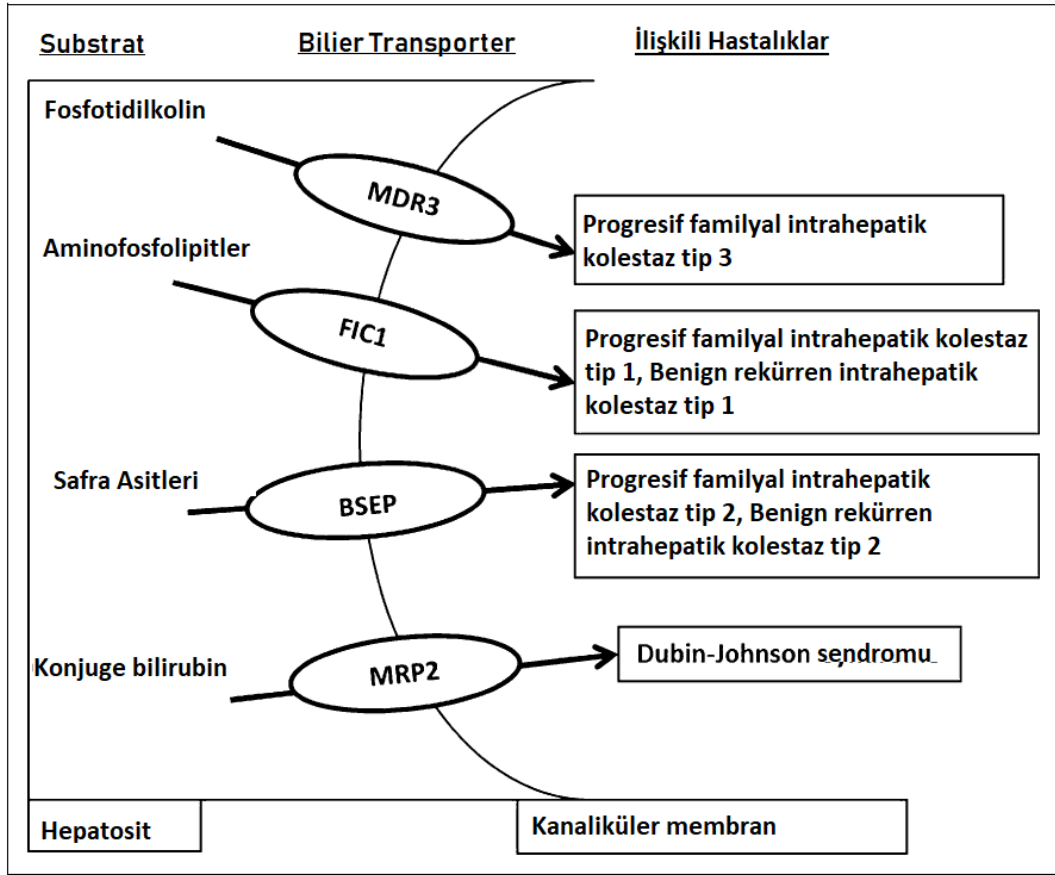 Substrat
Bilier Transporter
İlişkili Hastalıklar
Fosfotidilkolin
MDR3
Progresif familyal intrahepatik
kolestaz tip 3
Aminofosfolipitler
FIC1
Progresif familyal intrahepatik kolestaz
tip 1, Benign rekürren intrahepatik
kolestaz tip 1
Safra Asitleri
BSEP
Progresif familyal intrahepatik
kolestaz tip 2, Benign rekürren
intrahepatik kolestaz tip 2
Konjuge bilirubin
MRP2
Dubin-Johnson sendromu
Hepatosit
Kanaliküler membran